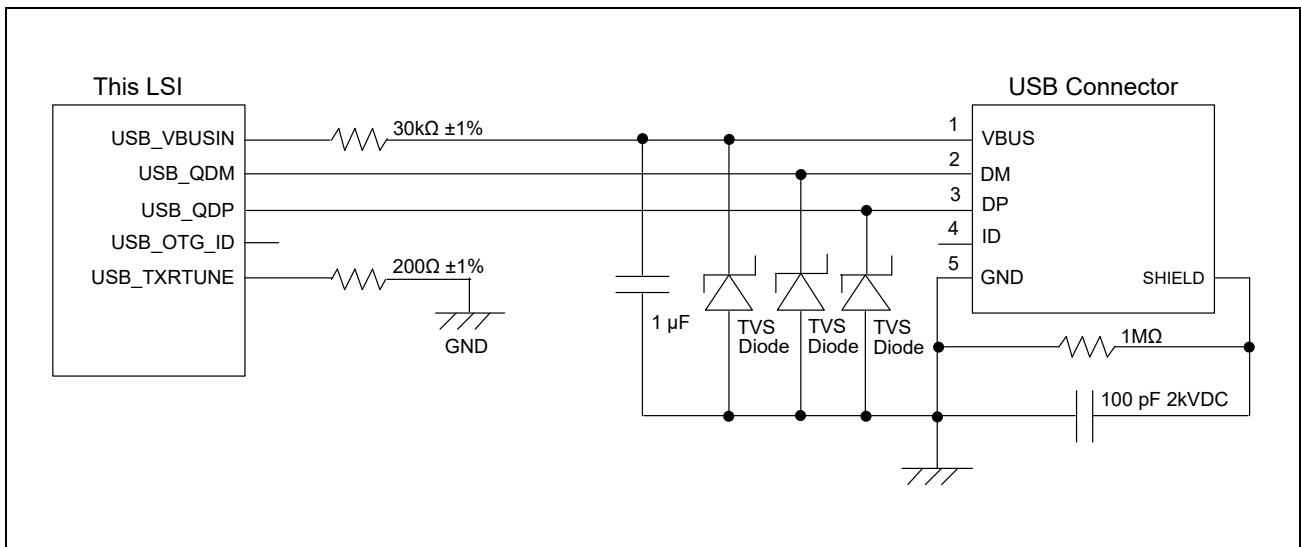 This LSI
USB Connector
USB_VBUSIN
30kΩ ±1%
1
VBUS
USB_QDM
2
DM
USB_QDP
3
DP
USB_OTG_ID
4
ID
USB_TXRTUNE
200Ω ±1%
5
GND
SHIELD
GND
1 µF
TVS
Diode
TVS
Diode
TVS
Diode
1MΩ
100 pF 2kVDC